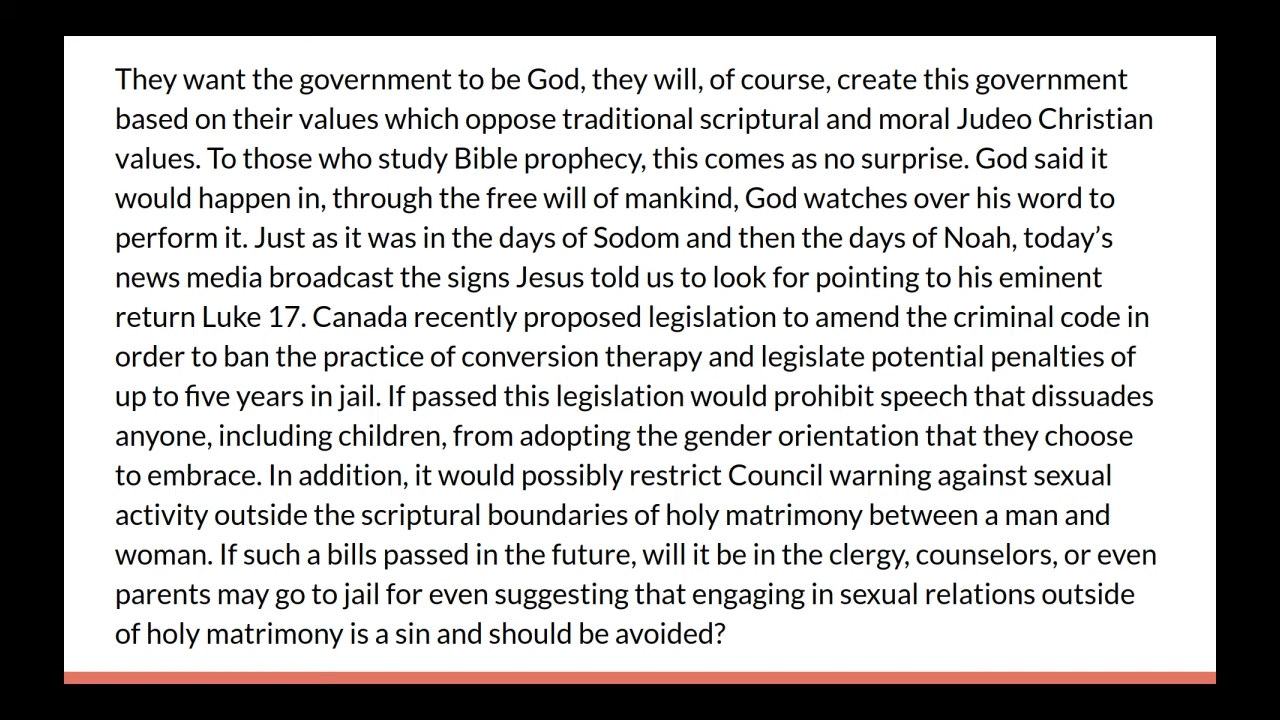 They want the government to be God, they will, of course, create this government
based on their values which oppose traditional scriptural and moral Judeo Christian
values. To those who study Bible prophecy, this comes as no surprise. God said it
would happen in, through the free will of mankind, God watches over his word to
perform it. Just as it was in the days of Sodom and then the days of Noah, today’s
news media broadcast the signs Jesus told us to look for pointing to his eminent
return Luke 17. Canada recently proposed legislation to amend the criminal code in
order to ban the practice of conversion therapy and legislate potential penalties of
up to five years in jail. If passed this legislation would prohibit speech that dissuades
anyone, including children, from adopting the gender orientation that they choose
to embrace. In addition, it would possibly restrict Council warning against sexual
activity outside the scriptural boundaries of holy matrimony between a man and
woman. If such a bills passed in the future, will it be in the clergy, counselors, or even
parents may go to jail for even suggesting that engaging in sexual relations outside
of holy matrimony is a sin and should be avoided?